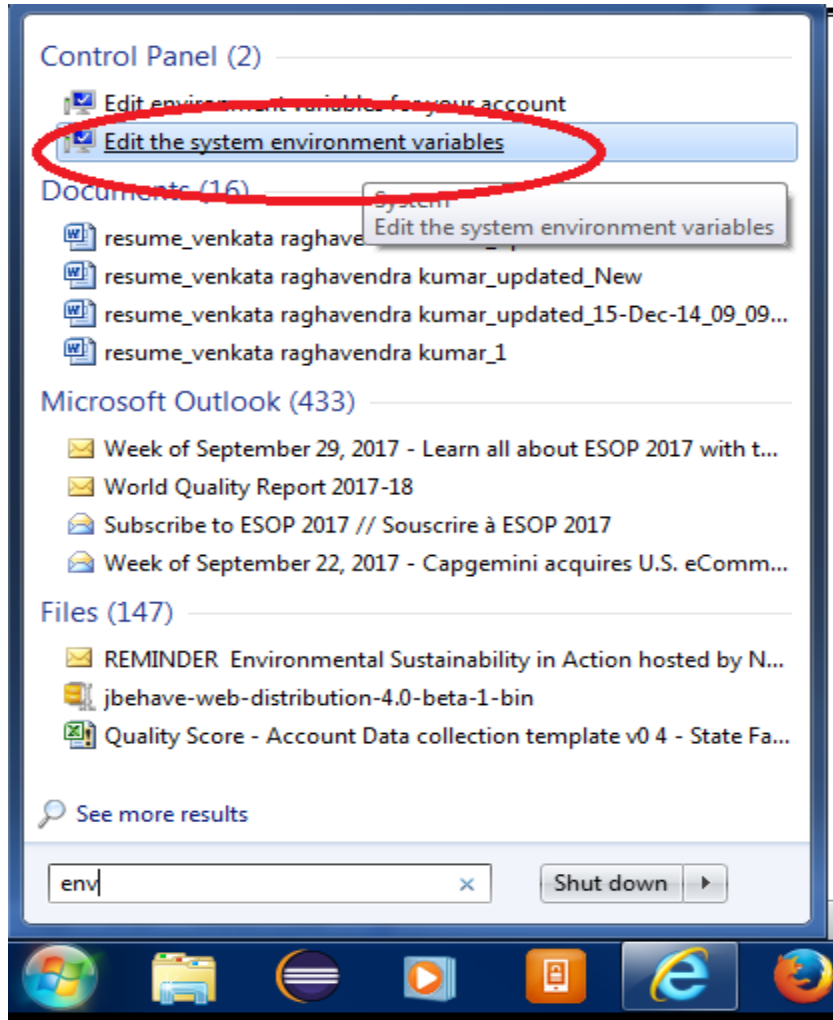 Control Panel (2)
Edit environment variables for your account
Edit the system environment variables
Documents (16)
System
Edit the system environment variables
resume_venkata raghave
resume_venkata raghavendra kumar_updated_New
resume_venkata raghavendra kumar_updated_15-Dec-14_09_09...
resume_venkata raghavendra kumar_1
Microsoft Outlook (433)
Week of September 29, 2017 - Learn all about ESOP 2017 with t...
World Quality Report 2017-18
Subscribe to ESOP 2017 // Souscrire à ESOP 2017
Week of September 22, 2017 - Capgemini acquires U.S. eComm...
Files (147)
REMINDER  Environmental Sustainability in Action hosted by N...
jbehave-web-distribution-4.0-beta-1-bin
Quality Score - Account Data collection template v0 4 - State Fa...
See more results
env
Shut down